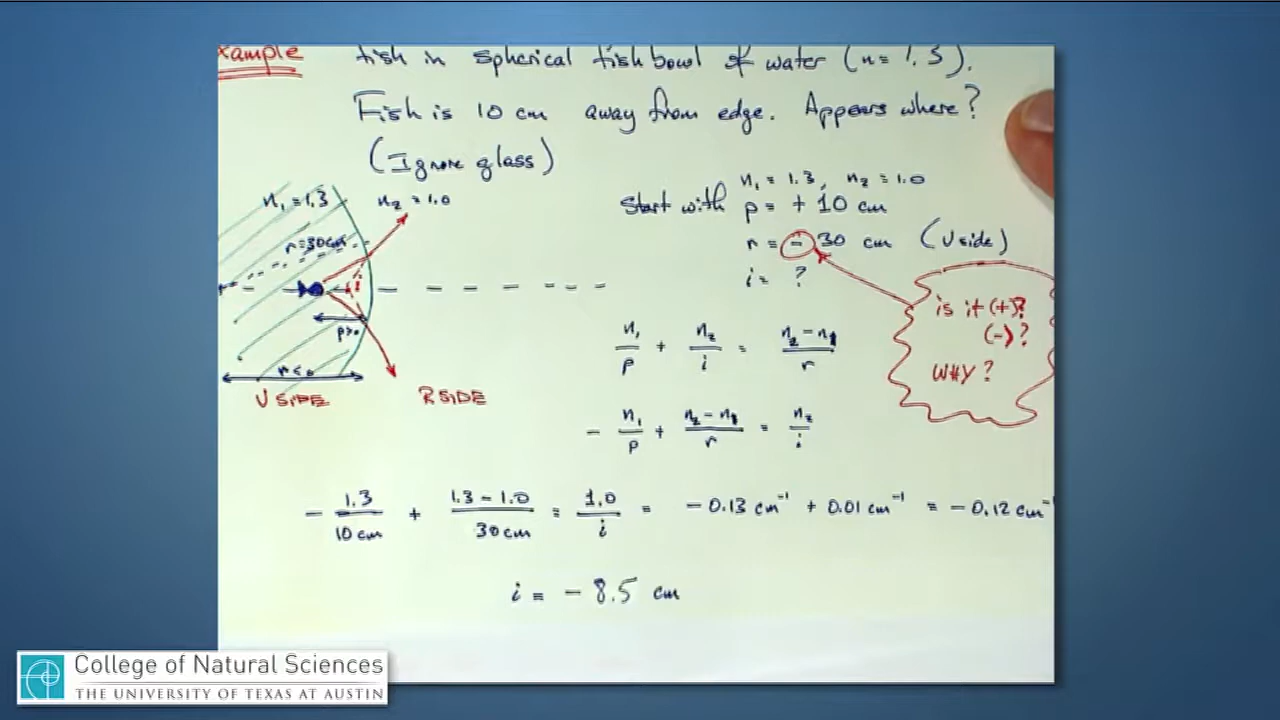 xample
fish in spherical fishbowl of water (n = 1.3).
Fish is 10 cm away from edge. Appears where?
(Ignore glass)
n₁ = 1.3
n₂ = 1.0
r = 30 cm
p>0
r<0
V SIDE
R SIDE
n₁ = 1.3, n₂ = 1.0
Start with p = + 10 cm
r = - 30 cm (V side)
i = ?
is it (+)?
(-)?
WHY?
n₁/p + n₂/i = (n₂ - n₁)/r
- n₁/p + (n₂ - n₁)/r = n₂/i
- 1.3/10 cm + (1.3 - 1.0)/30 cm = 1.0/i = - 0.13 cm⁻¹ + 0.01 cm⁻¹ = - 0.12 cm⁻¹
i = - 8.5 cm
College of Natural Sciences
THE UNIVERSITY OF TEXAS AT AUSTIN